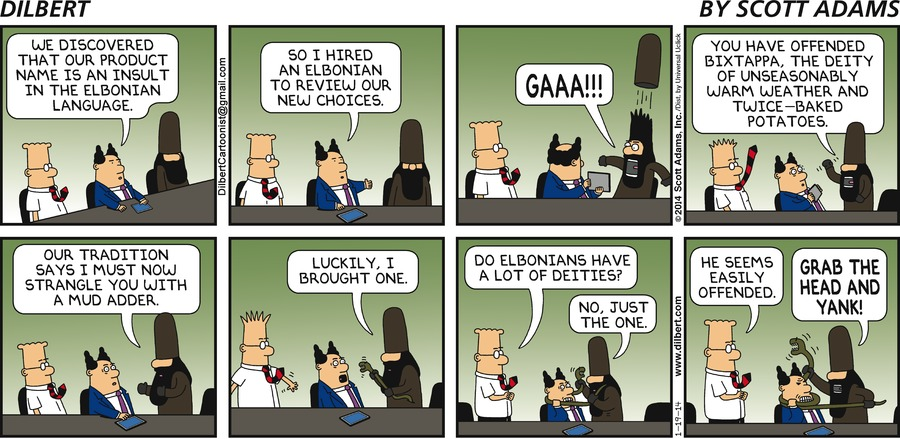 DILBERT
BY SCOTT ADAMS
WE DISCOVERED
THAT OUR PRODUCT
NAME IS AN INSULT
IN THE ELBONIAN
LANGUAGE.
DilbertCartoonist@gmail.com
SO I HIRED
AN ELBONIAN
TO REVIEW OUR
NEW CHOICES.
GAAA!!!
©2014 Scott Adams, Inc. /Dist. by Universal Uclick
YOU HAVE OFFENDED
BIXTAPPA, THE DEITY
OF UNSEASONABLY
WARM WEATHER AND
TWICE-BAKED
POTATOES.
OUR TRADITION
SAYS I MUST NOW
STRANGLE YOU WITH
A MUD ADDER.
LUCKILY, I
BROUGHT ONE.
DO ELBONIANS HAVE
A LOT OF DEITIES?
NO, JUST
THE ONE.
www.dilbert.com
1-19-14
HE SEEMS
EASILY
OFFENDED.
GRAB THE
HEAD AND
YANK!